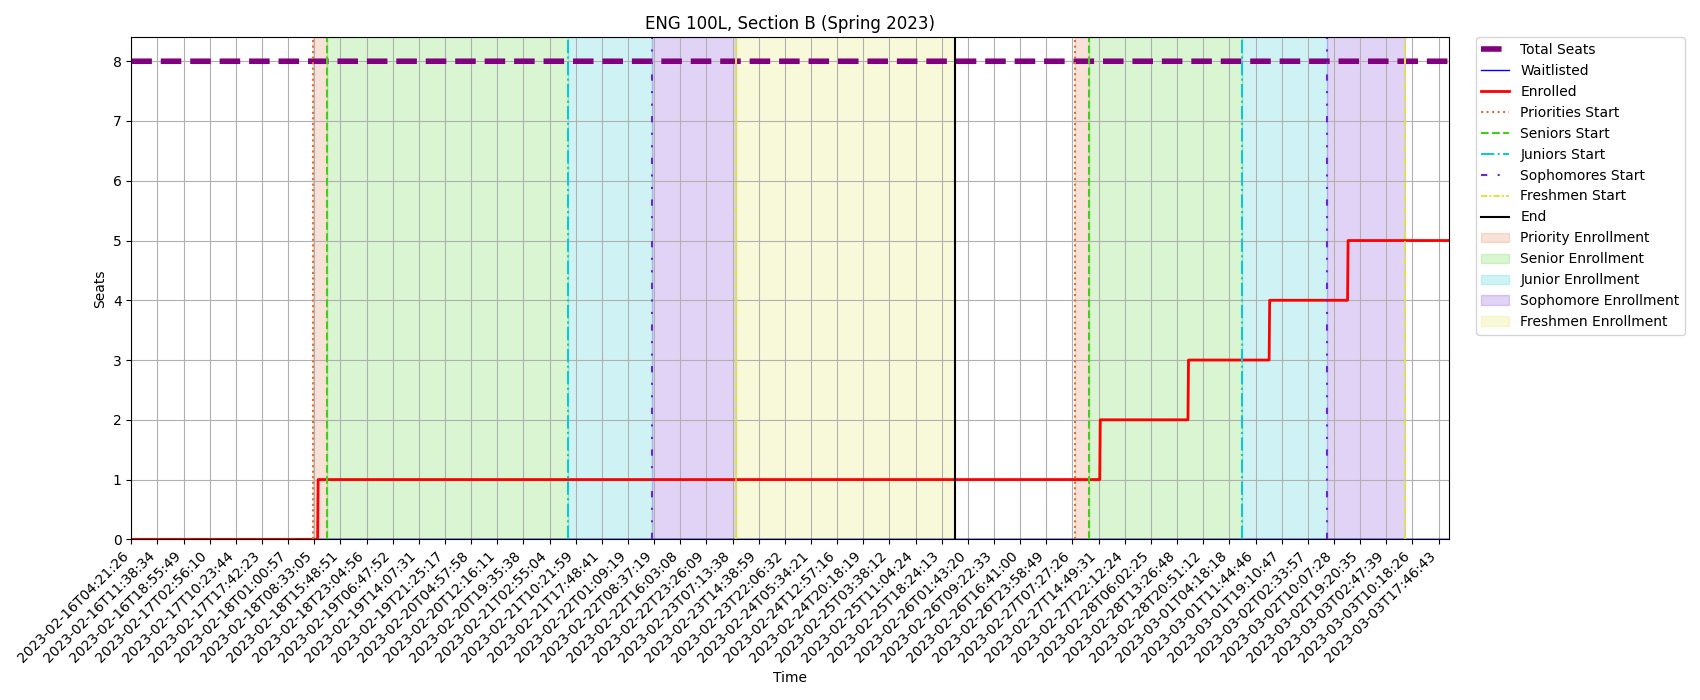 ENG 100L, Section B (Spring 2023)
Seats
8
7
6
5
4
3
2
1
0
2023-02-16T04:21:26
2023-02-16T11:38:34
2023-02-16T18:55:49
2023-02-17T02:56:10
2023-02-17T10:23:44
2023-02-17T17:42:23
2023-02-18T01:00:57
2023-02-18T08:33:05
2023-02-18T15:48:51
2023-02-18T23:04:56
2023-02-19T06:47:52
2023-02-19T14:07:31
2023-02-19T21:25:17
2023-02-20T04:57:58
2023-02-20T12:16:11
2023-02-20T19:35:38
2023-02-21T02:55:04
2023-02-21T10:21:59
2023-02-21T17:48:41
2023-02-22T01:09:19
2023-02-22T08:37:19
2023-02-22T16:03:08
2023-02-22T23:26:09
2023-02-23T07:13:38
2023-02-23T14:38:59
2023-02-23T22:06:32
2023-02-24T05:34:21
2023-02-24T12:57:16
2023-02-24T20:18:19
2023-02-25T03:38:12
2023-02-25T11:04:24
2023-02-25T18:24:13
2023-02-26T01:43:20
2023-02-26T09:22:33
2023-02-26T16:41:00
2023-02-26T23:58:49
2023-02-27T07:27:26
2023-02-27T14:49:31
2023-02-27T22:12:24
2023-02-28T06:02:25
2023-02-28T13:26:48
2023-02-28T20:51:12
2023-03-01T04:18:18
2023-03-01T11:44:46
2023-03-01T19:10:47
2023-03-02T02:33:57
2023-03-02T10:07:28
2023-03-02T19:20:35
2023-03-03T02:47:39
2023-03-03T10:18:26
2023-03-03T17:46:43
Time
Total Seats
Waitlisted
Enrolled
Priorities Start
Seniors Start
Juniors Start
Sophomores Start
Freshmen Start
End
Priority Enrollment
Senior Enrollment
Junior Enrollment
Sophomore Enrollment
Freshmen Enrollment